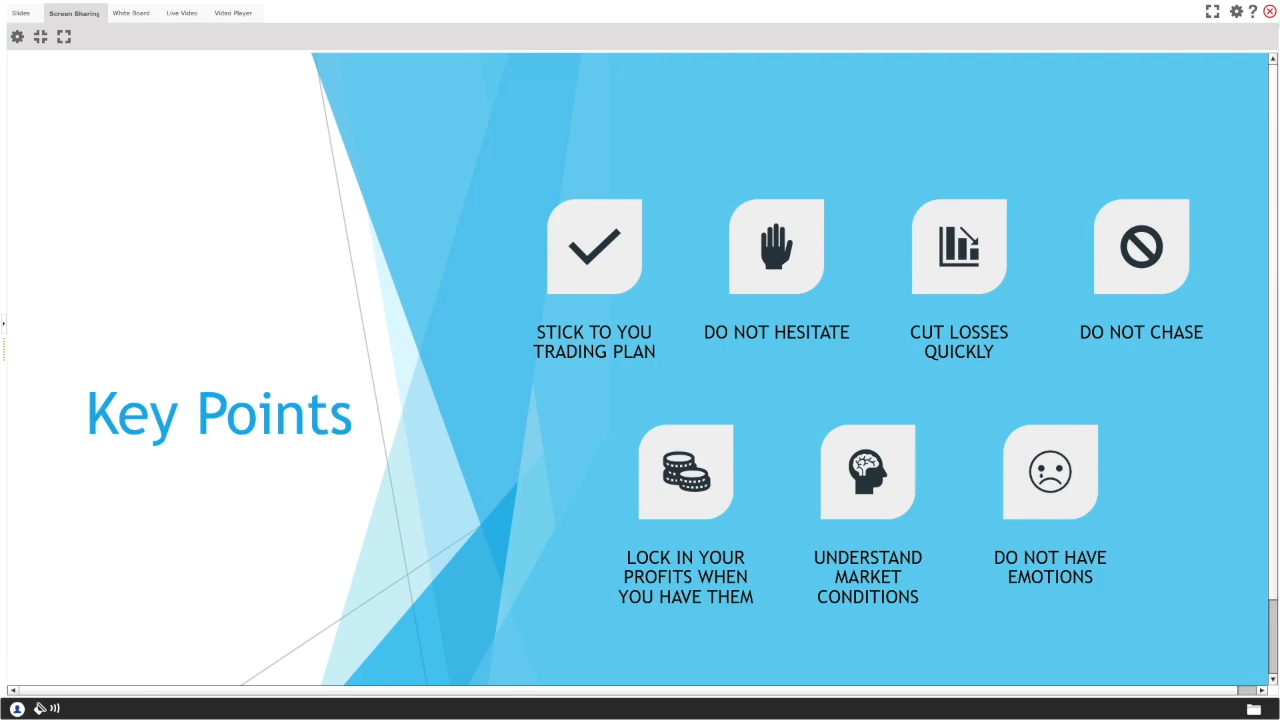 Slides
Screen Sharing
White Board
Live Video
Video Player
Key Points
STICK TO YOU
TRADING PLAN
DO NOT HESITATE
CUT LOSSES
QUICKLY
DO NOT CHASE
LOCK IN YOUR
PROFITS WHEN
YOU HAVE THEM
UNDERSTAND
MARKET
CONDITIONS
DO NOT HAVE
EMOTIONS